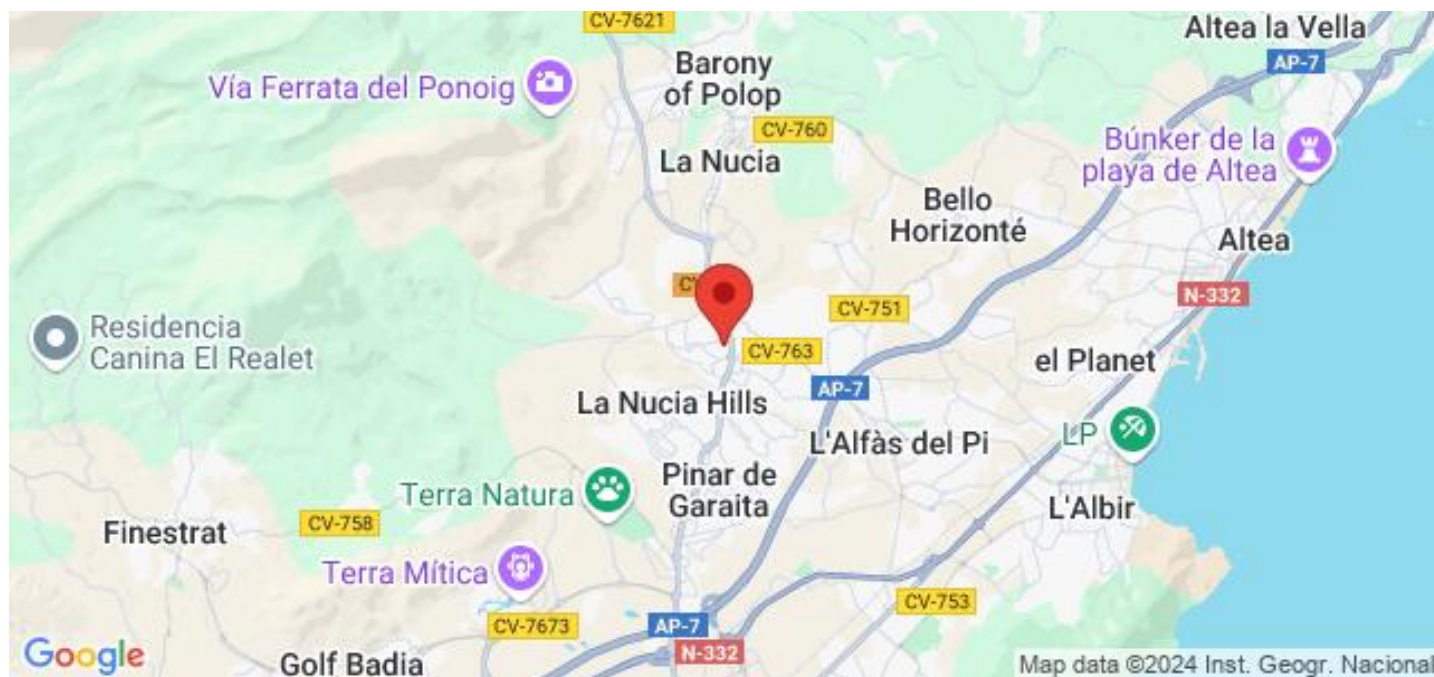 CV-7621
Altea la Vella
AP-7
Barony
of Polop
Vía Ferrata del Ponoig
CV-760
Búnker de la
playa de Altea
La Nucia
Bello
Horizonté
Altea
N-332
CV-751
Residencia
Canina El Realet
CV-763
el Planet
AP-7
La Nucia Hills
LP
L'Alfàs del Pi
Pinar de
Garaita
Terra Natura
L'Albir
CV-758
Finestrat
Terra Mítica
CV-753
CV-7673
AP-7
N-332
Google
Golf Badia
Map data ©2024 Inst. Geogr. Nacional